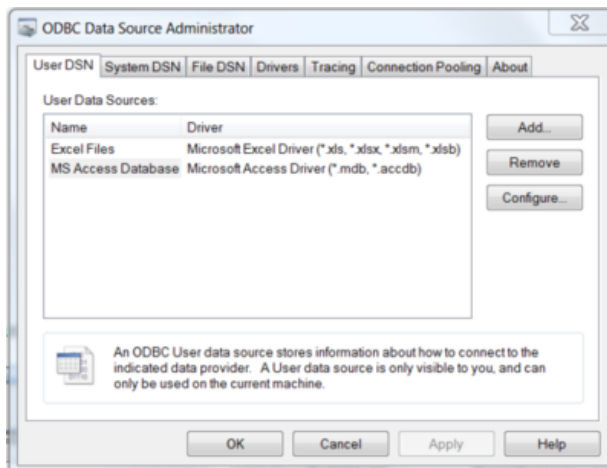 ODBC Data Source Administrator
User DSN System DSN File DSN Drivers Tracing Connection Pooling About
User Data Sources:
Name Driver
Excel Files Microsoft Excel Driver (*.xls, *.xlsx, *.xlsm, *.xlsb)
MS Access Database Microsoft Access Driver (*.mdb, *.accdb)
Add...
Remove
Configure...
An ODBC User data source stores information about how to connect to the
indicated data provider. A User data source is only visible to you, and can
only be used on the current machine.
OK Cancel Apply Help